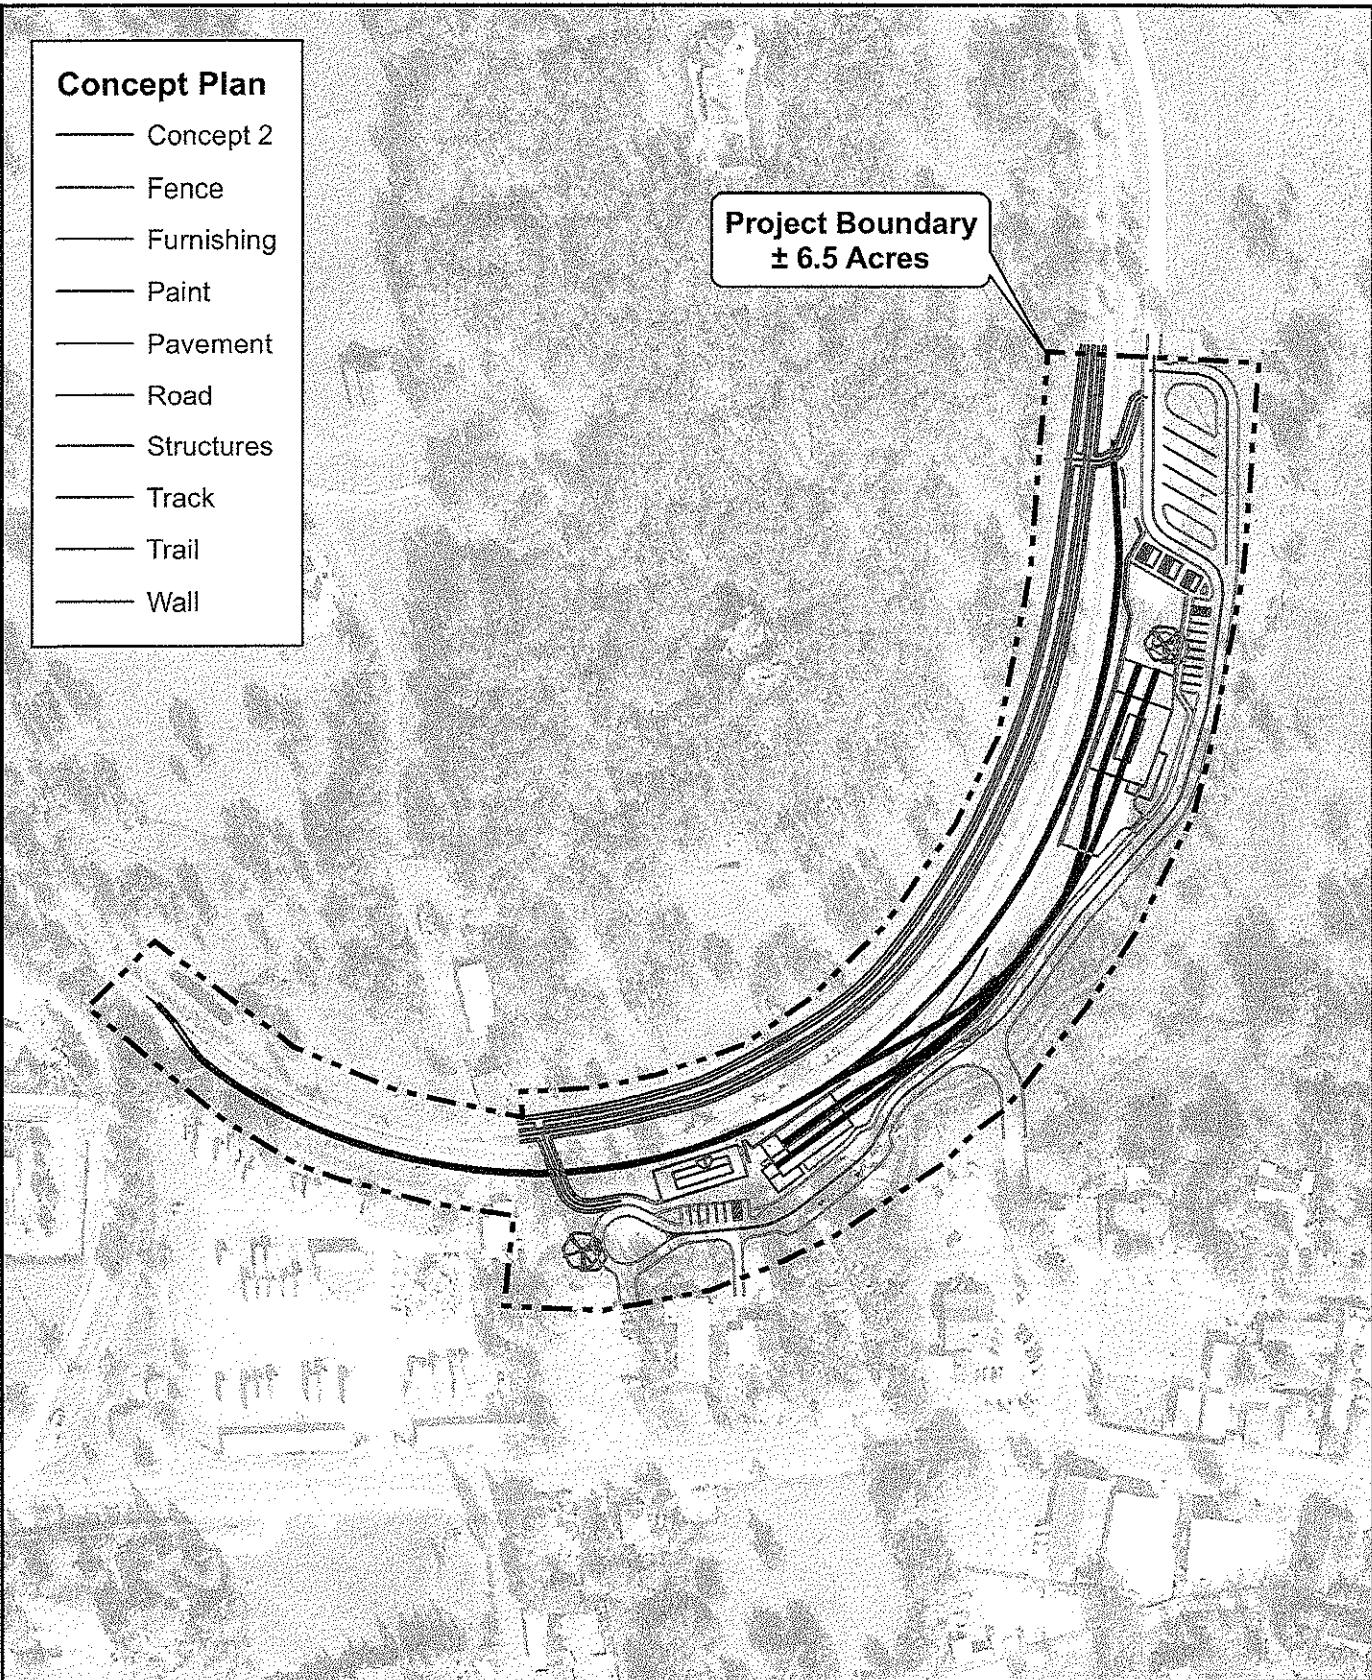 Concept Plan
Concept 2
Fence
Furnishing
Paint
Pavement
Road
Structures
Track
Trail
Wall
Project Boundary
± 6.5 Acres